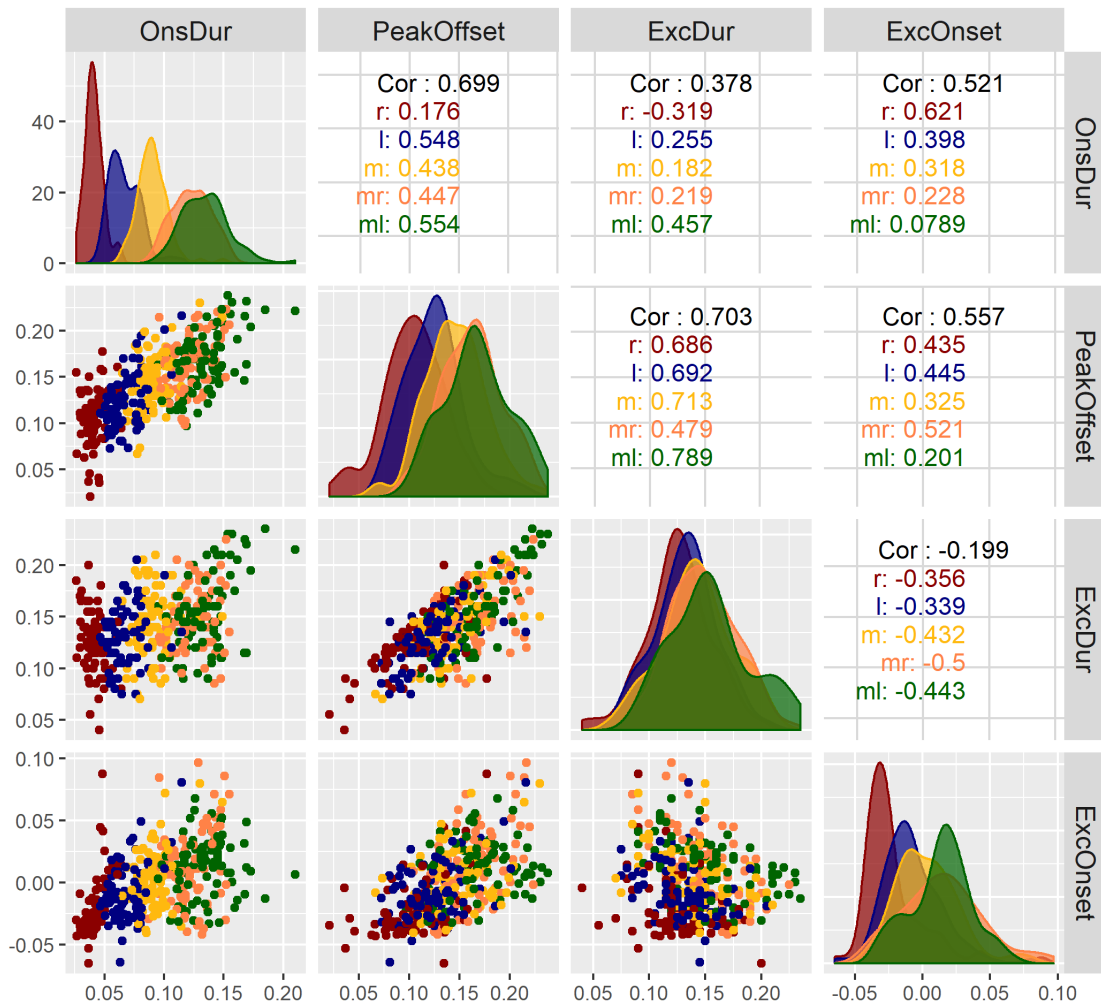 OnsDur PeakOffset ExcDur ExcOnset
40
20
0
Cor : 0.699
r: 0.176
l: 0.548
m: 0.438
mr: 0.447
ml: 0.554
Cor : 0.378
r: -0.319
l: 0.255
m: 0.182
mr: 0.219
ml: 0.457
Cor : 0.521
r: 0.621
l: 0.398
m: 0.318
mr: 0.228
ml: 0.0789
OnsDur
0.20
0.15
0.10
0.05
Cor : 0.703
r: 0.686
l: 0.692
m: 0.713
mr: 0.479
ml: 0.789
Cor : 0.557
r: 0.435
l: 0.445
m: 0.325
mr: 0.521
ml: 0.201
PeakOffset
0.20
0.15
0.10
0.05
Cor : -0.199
r: -0.356
l: -0.339
m: -0.432
mr: -0.5
ml: -0.443
ExcDur
0.10
0.05
0.00
-0.05
ExcOnset
0.05 0.10 0.15 0.20 0.05 0.10 0.15 0.20 0.05 0.10 0.15 0.20 -0.05 0.00 0.05 0.10